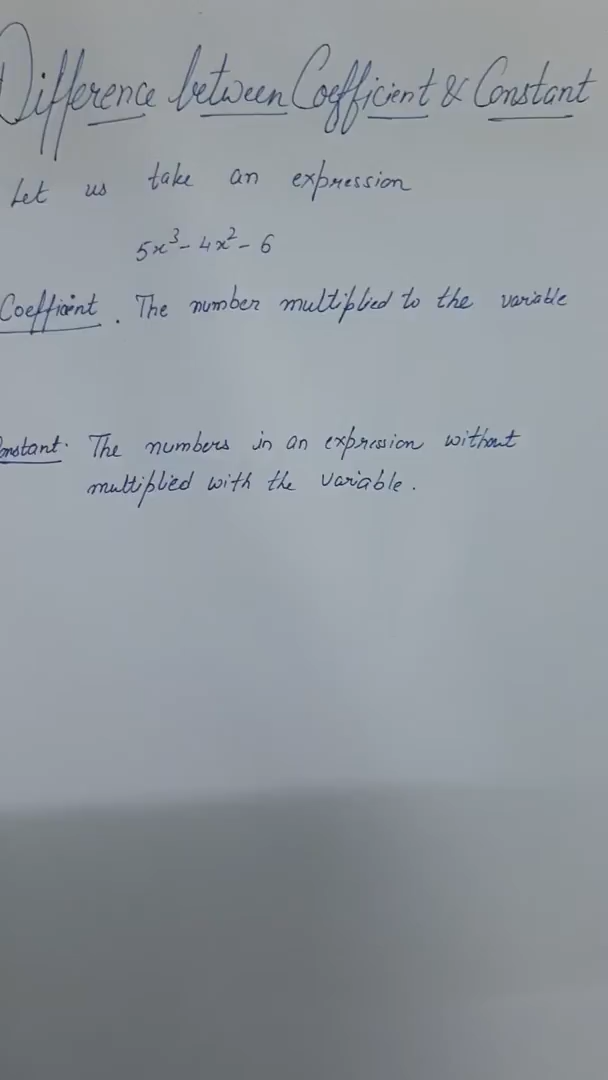 Difference between Coefficient & Constant
Let us take an expression
5x³ - 4x² - 6
Coefficient. The number multiplied to the variable
onstant. The numbers in an expression without
multiplied with the variable.